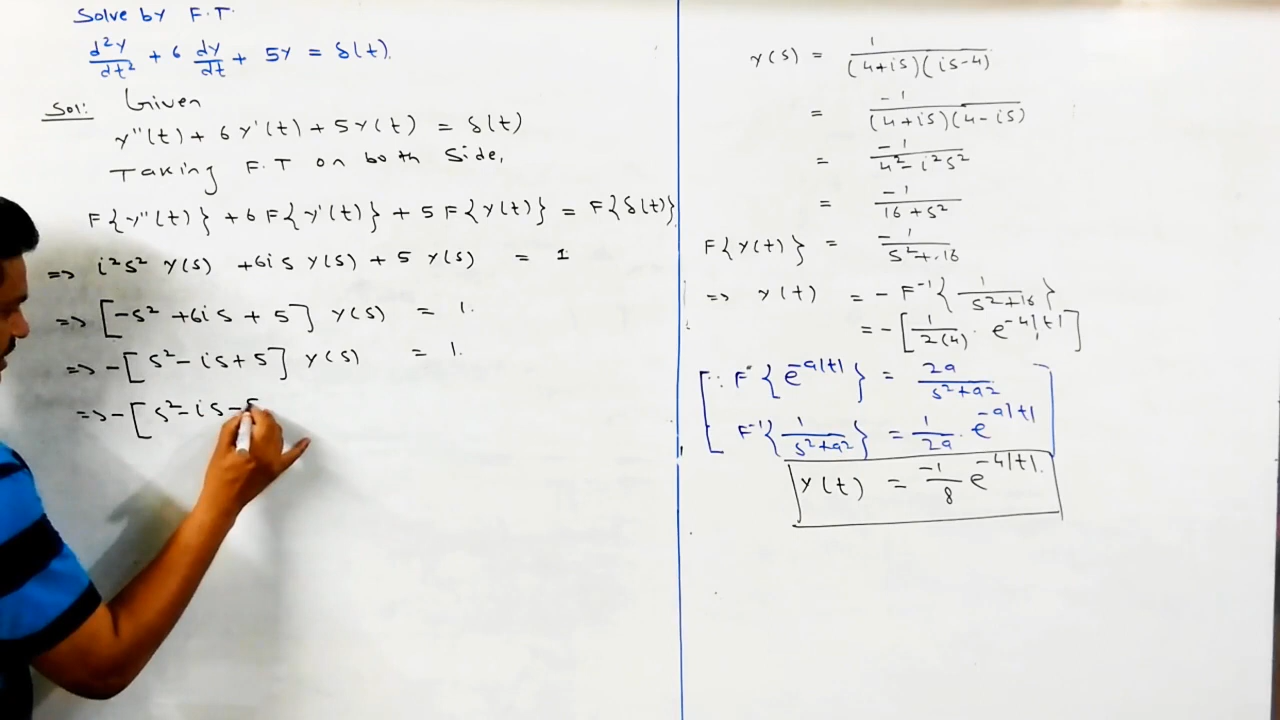 Solve by F.T.
d²y/dt² + 6 dy/dt + 5y = δ(t).
Sol: Given
y''(t) + 6y'(t) + 5y(t) = δ(t)
Taking F.T on both side,
F{y''(t)} + 6F{y'(t)} + 5F{y(t)} = F{δ(t)}
=> i²s² y(s) + 6is y(s) + 5 y(s) = 1
=> [-s² + 6is + 5] y(s) = 1.
=> -[s² - is + 5] y(s) = 1.
=> -[s² - is - 5
y(s) = 1/(4+is)(is-4)
= -1/(4+is)(4-is)
= -1/4² - i²s²
= -1/16 + s²
F{y(t)} = -1/s² + 16
=> y(t) = -F⁻¹{1/s²+16}
= -[1/2(4) · e^-4|t|]
∵ F{e^-a|t|} = 2a/s²+a²
F⁻¹{1/s²+a²} = 1/2a · e^-a|t|
y(t) = -1/8 e^-4|t|.